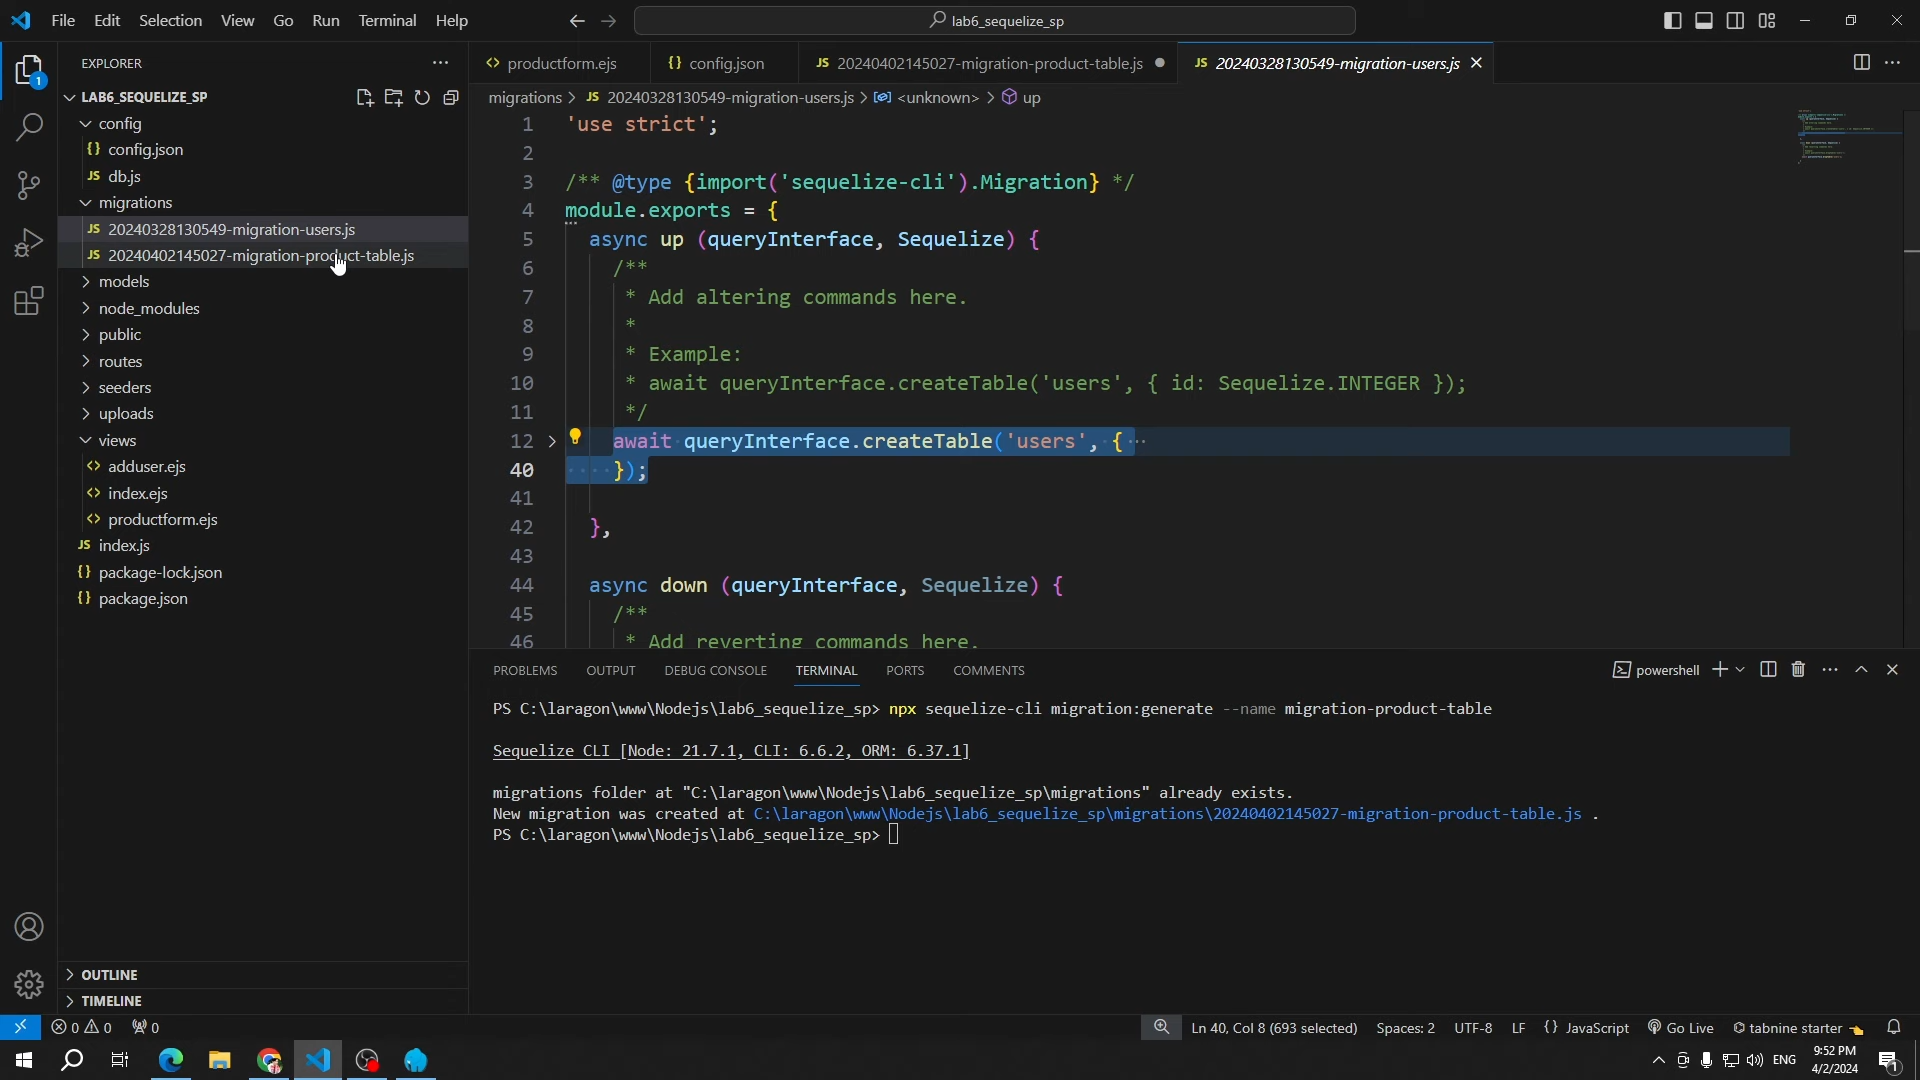 File Edit Selection View Go Run Terminal Help
lab6_sequelize_sp
EXPLORER
LAB6_SEQUELIZE_SP
config
config.json
db.js
migrations
20240328130549-migration-users.js
20240402145027-migration-product-table.js
models
node_modules
public
routes
seeders
uploads
views
adduser.ejs
index.ejs
productform.ejs
index.js
package-lock.json
package.json
OUTLINE
TIMELINE
productform.ejs
config.json
20240402145027-migration-product-table.js
20240328130549-migration-users.js
migrations > JS 20240328130549-migration-users.js > <unknown> > up
1 'use strict';
2
3 /** @type {import('sequelize-cli').Migration} */
4 module.exports = {
5 async up (queryInterface, Sequelize) {
6 /**
7 * Add altering commands here.
8 *
9 * Example:
10 * await queryInterface.createTable('users', { id: Sequelize.INTEGER });
11 */
12 await queryInterface.createTable('users', { ...
40 });
41
42 },
43
44 async down (queryInterface, Sequelize) {
45 /**
46 * Add reverting commands here.
PROBLEMS OUTPUT DEBUG CONSOLE TERMINAL PORTS COMMENTS
powershell
PS C:\laragon\www\Nodejs\lab6_sequelize_sp> npx sequelize-cli migration:generate --name migration-product-table
Sequelize CLI [Node: 21.7.1, CLI: 6.6.2, ORM: 6.37.1]
migrations folder at "C:\laragon\www\Nodejs\lab6_sequelize_sp\migrations" already exists.
New migration was created at C:\laragon\www\Nodejs\lab6_sequelize_sp\migrations\20240402145027-migration-product-table.js .
PS C:\laragon\www\Nodejs\lab6_sequelize_sp>
0 0 0 Ln 40, Col 8 (693 selected) Spaces: 2 UTF-8 LF {} JavaScript Go Live tabnine starter
ENG
9:52 PM
4/2/2024